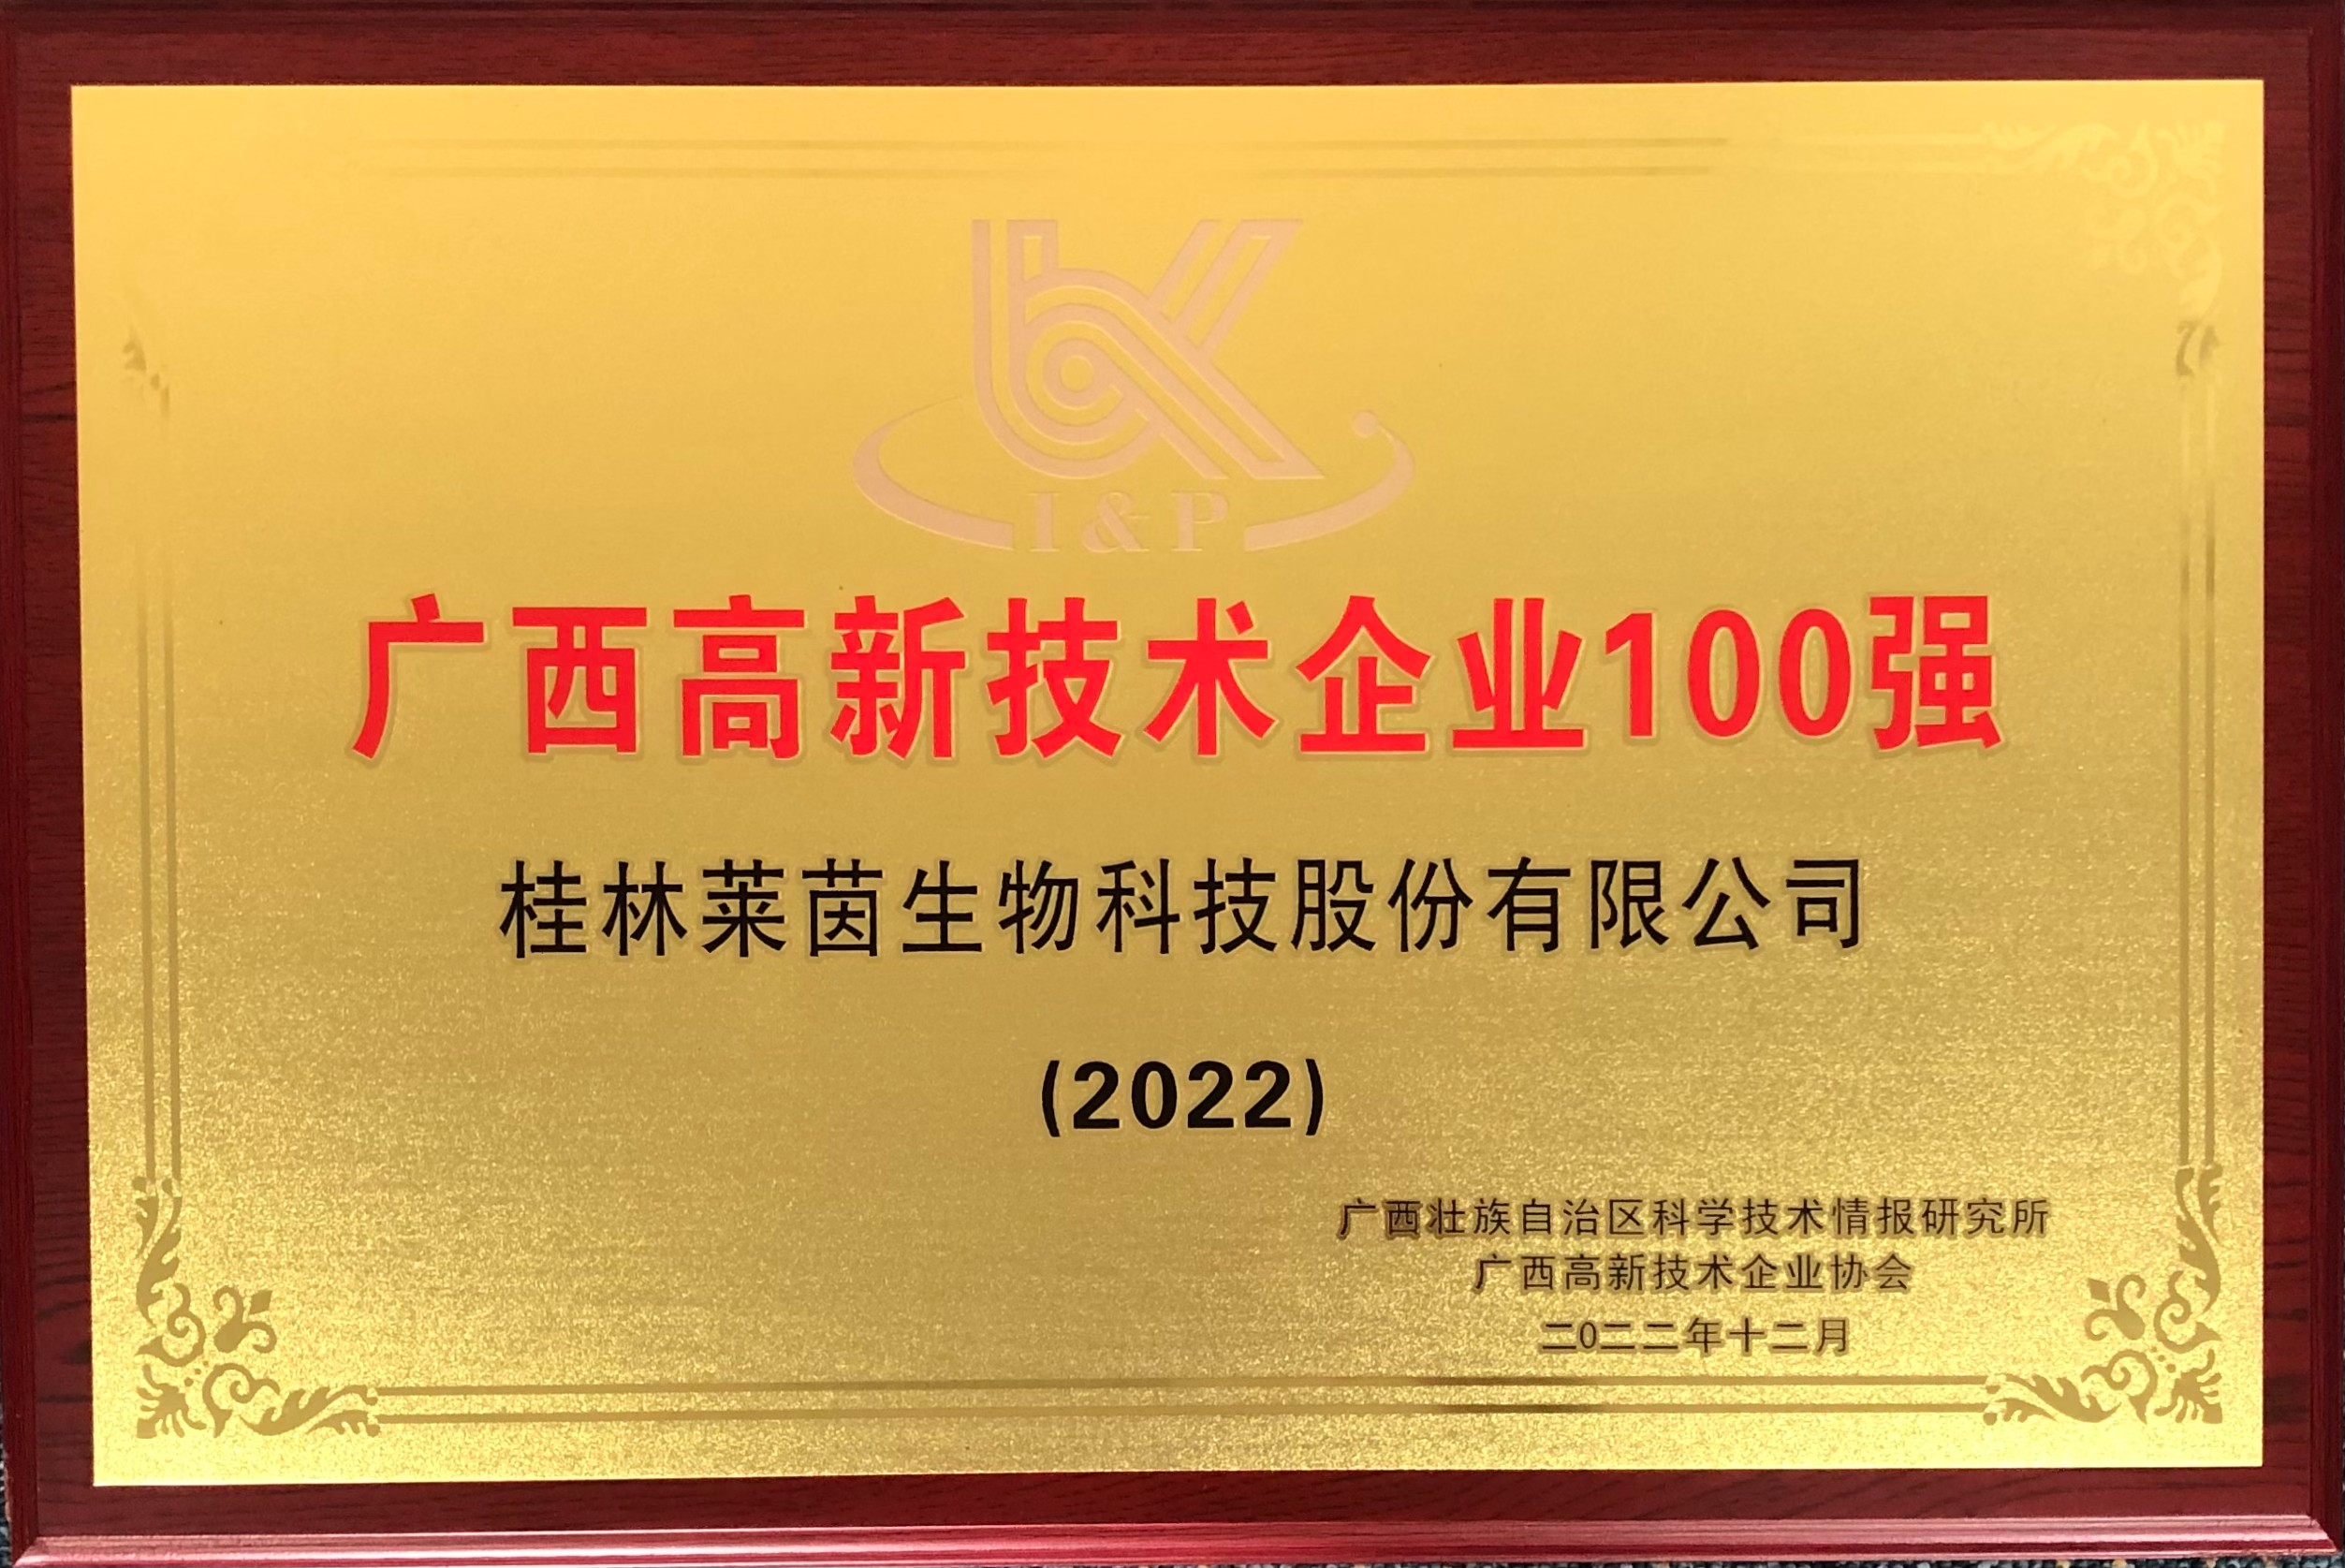 I&P
广西高新技术企业100强
桂林莱茵生物科技股份有限公司
(2022)
广西壮族自治区科学技术情报研究所
广西高新技术企业协会
二0二二年十二月